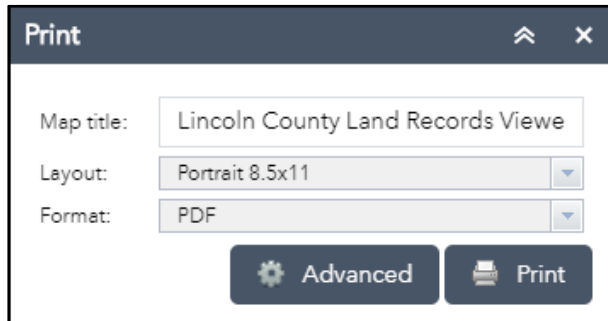 Print
Map title: Lincoln County Land Records Viewe
Layout: Portrait 8.5x11
Format: PDF
Advanced Print